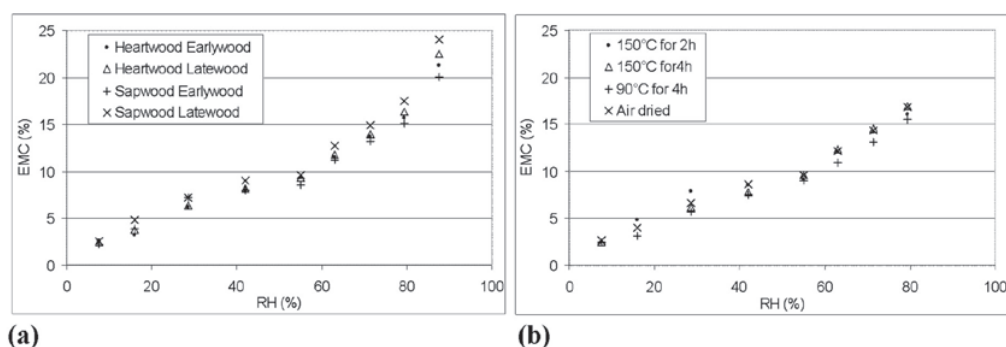 25
20
15
10
5
0
EMC (%)
• Heartwood Earlywood
△ Heartwood Latewood
+ Sapwood Earlywood
× Sapwood Latewood
0 20 40 60 80 100
RH (%)
(a)
25
20
15
10
5
0
EMC (%)
• 150°C for 2h
△ 150°C for4h
+ 90°C for 4h
× Air dried
0 20 40 60 80 100
RH (%)
(b)